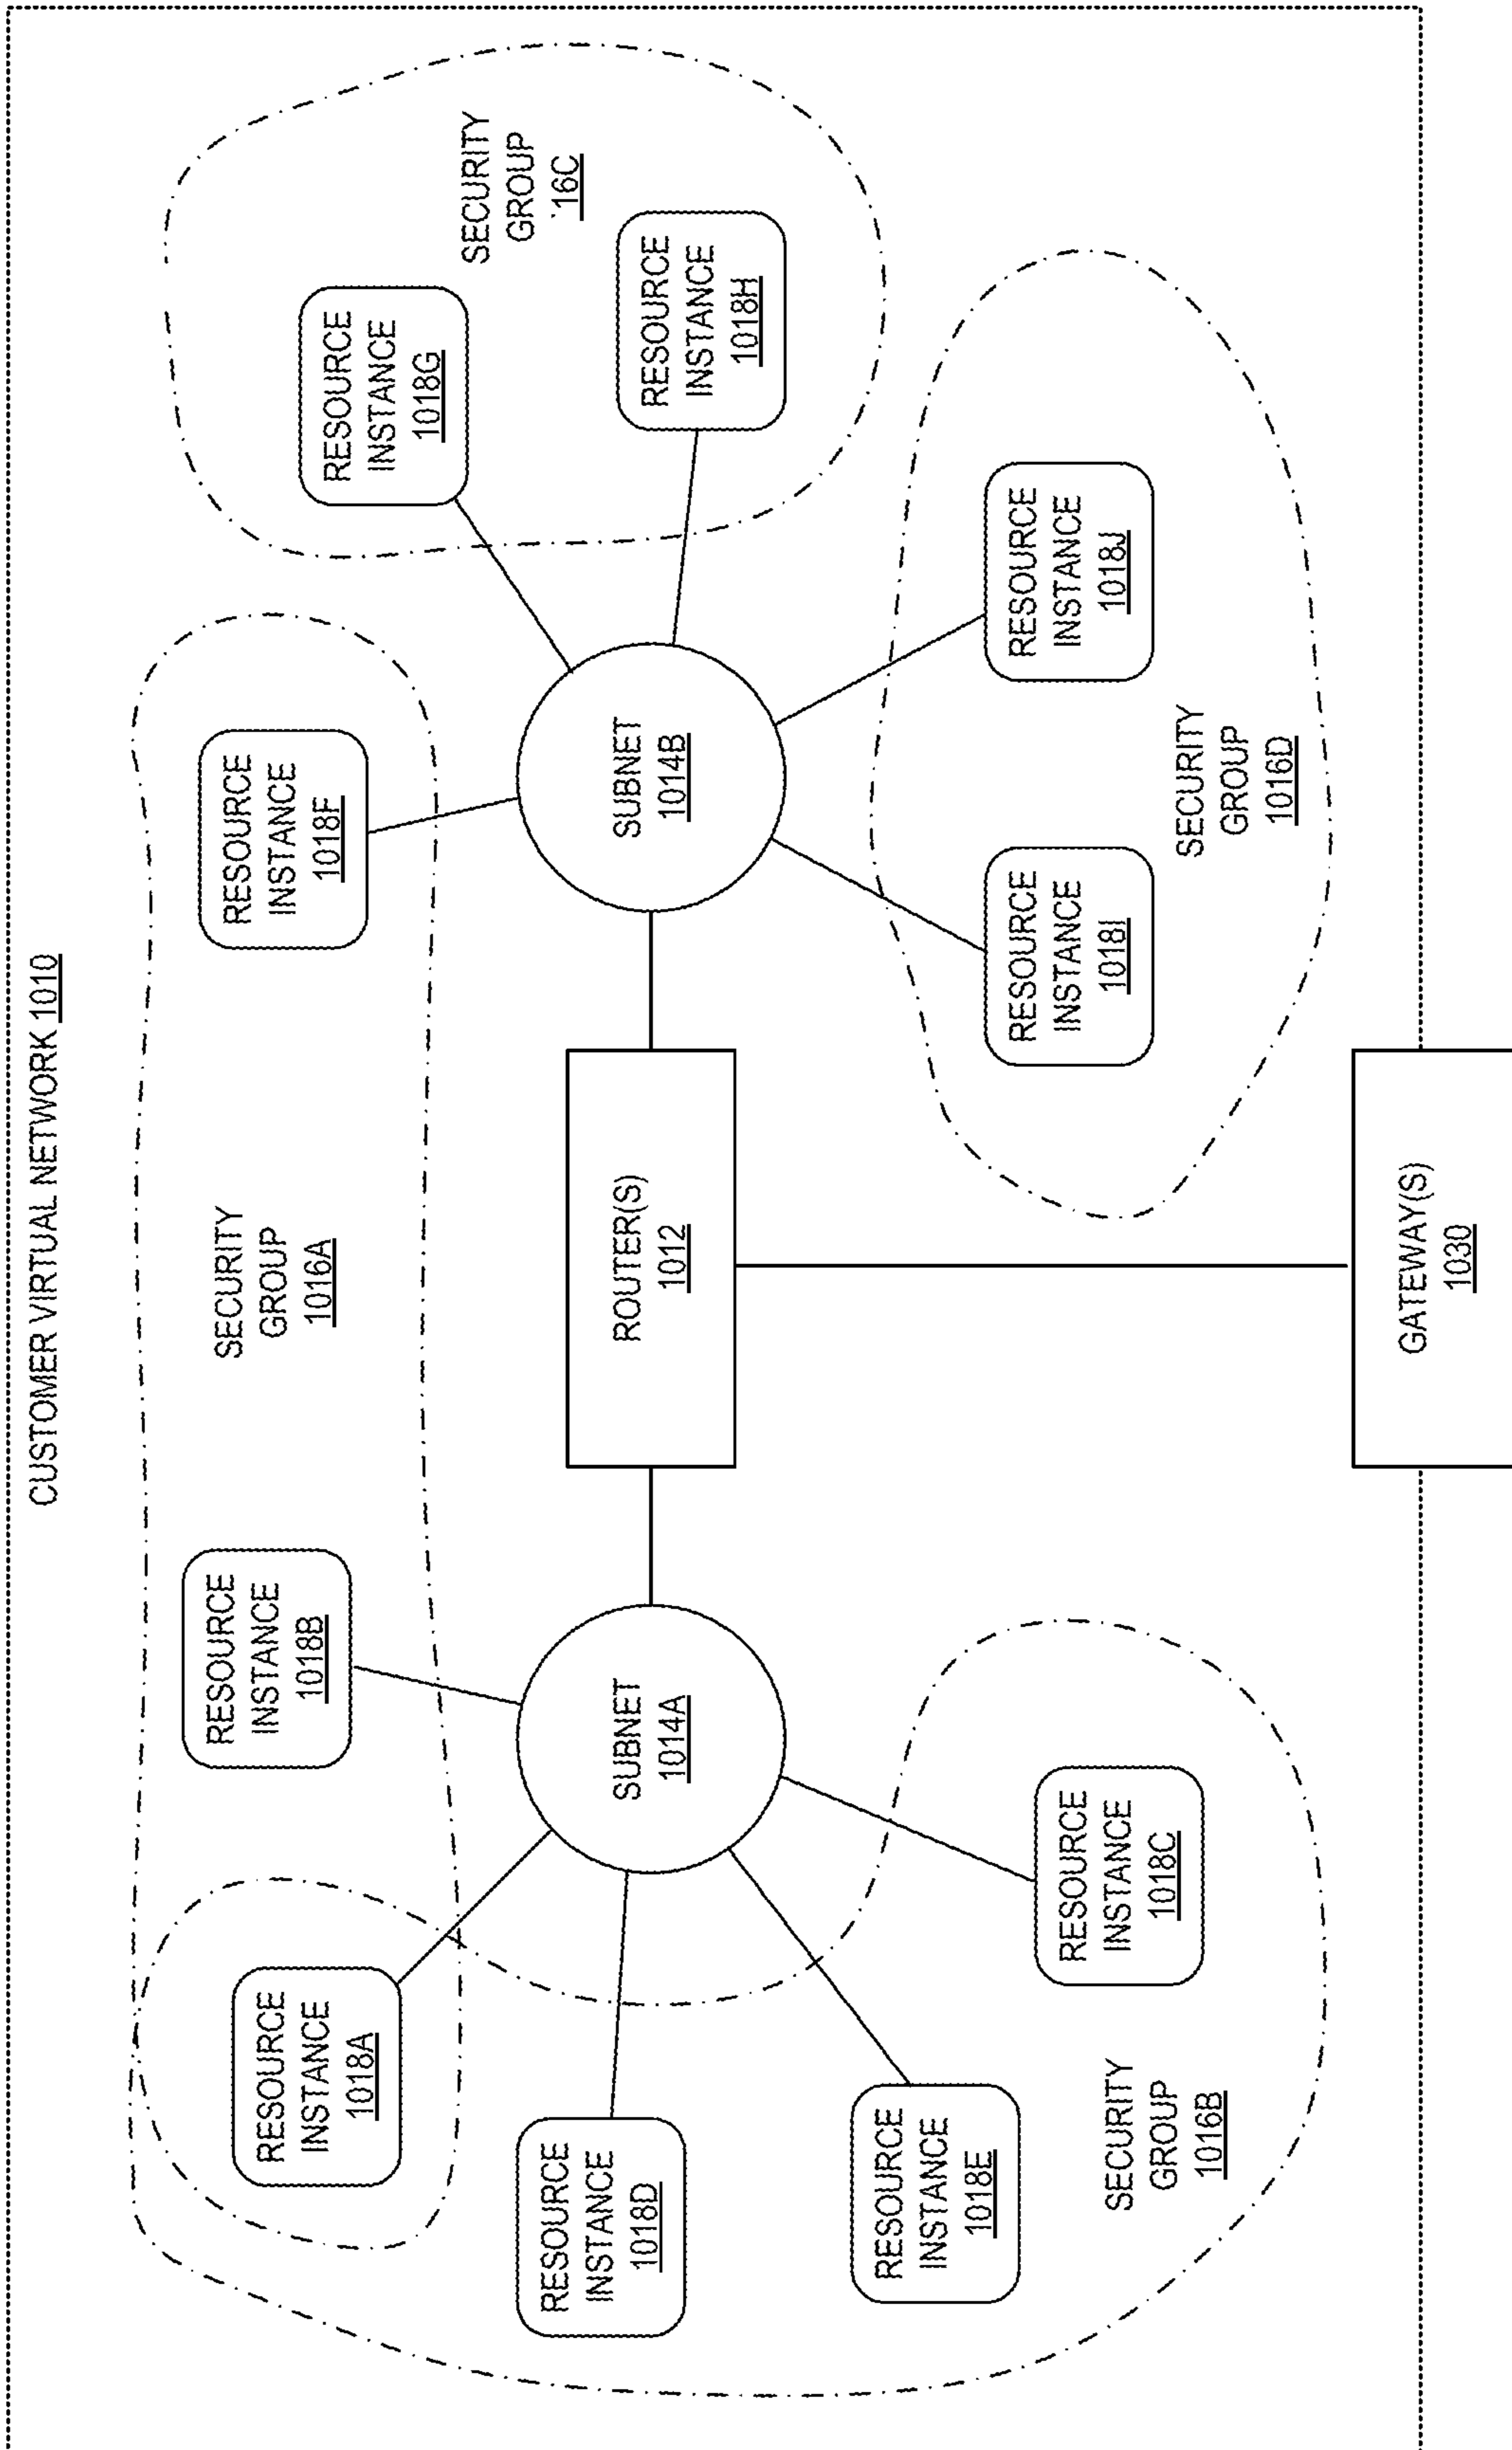 CUSTOMER VIRTUAL NETWORK 1010
RESOURCE
INSTANCE
1018A
RESOURCE
INSTANCE
1018B
SECURITY
GROUP
1016A
RESOURCE
INSTANCE
1018F
RESOURCE
INSTANCE
1018G
SECURITY
GROUP
16C
RESOURCE
INSTANCE
1018D
SUBNET
1014A
ROUTER(S)
1012
SUBNET
1014B
RESOURCE
INSTANCE
1018H
RESOURCE
INSTANCE
1018E
RESOURCE
INSTANCE
1018C
RESOURCE
INSTANCE
1018I
RESOURCE
INSTANCE
1018J
SECURITY
GROUP
1016B
SECURITY
GROUP
1016D
GATEWAY(S)
1030